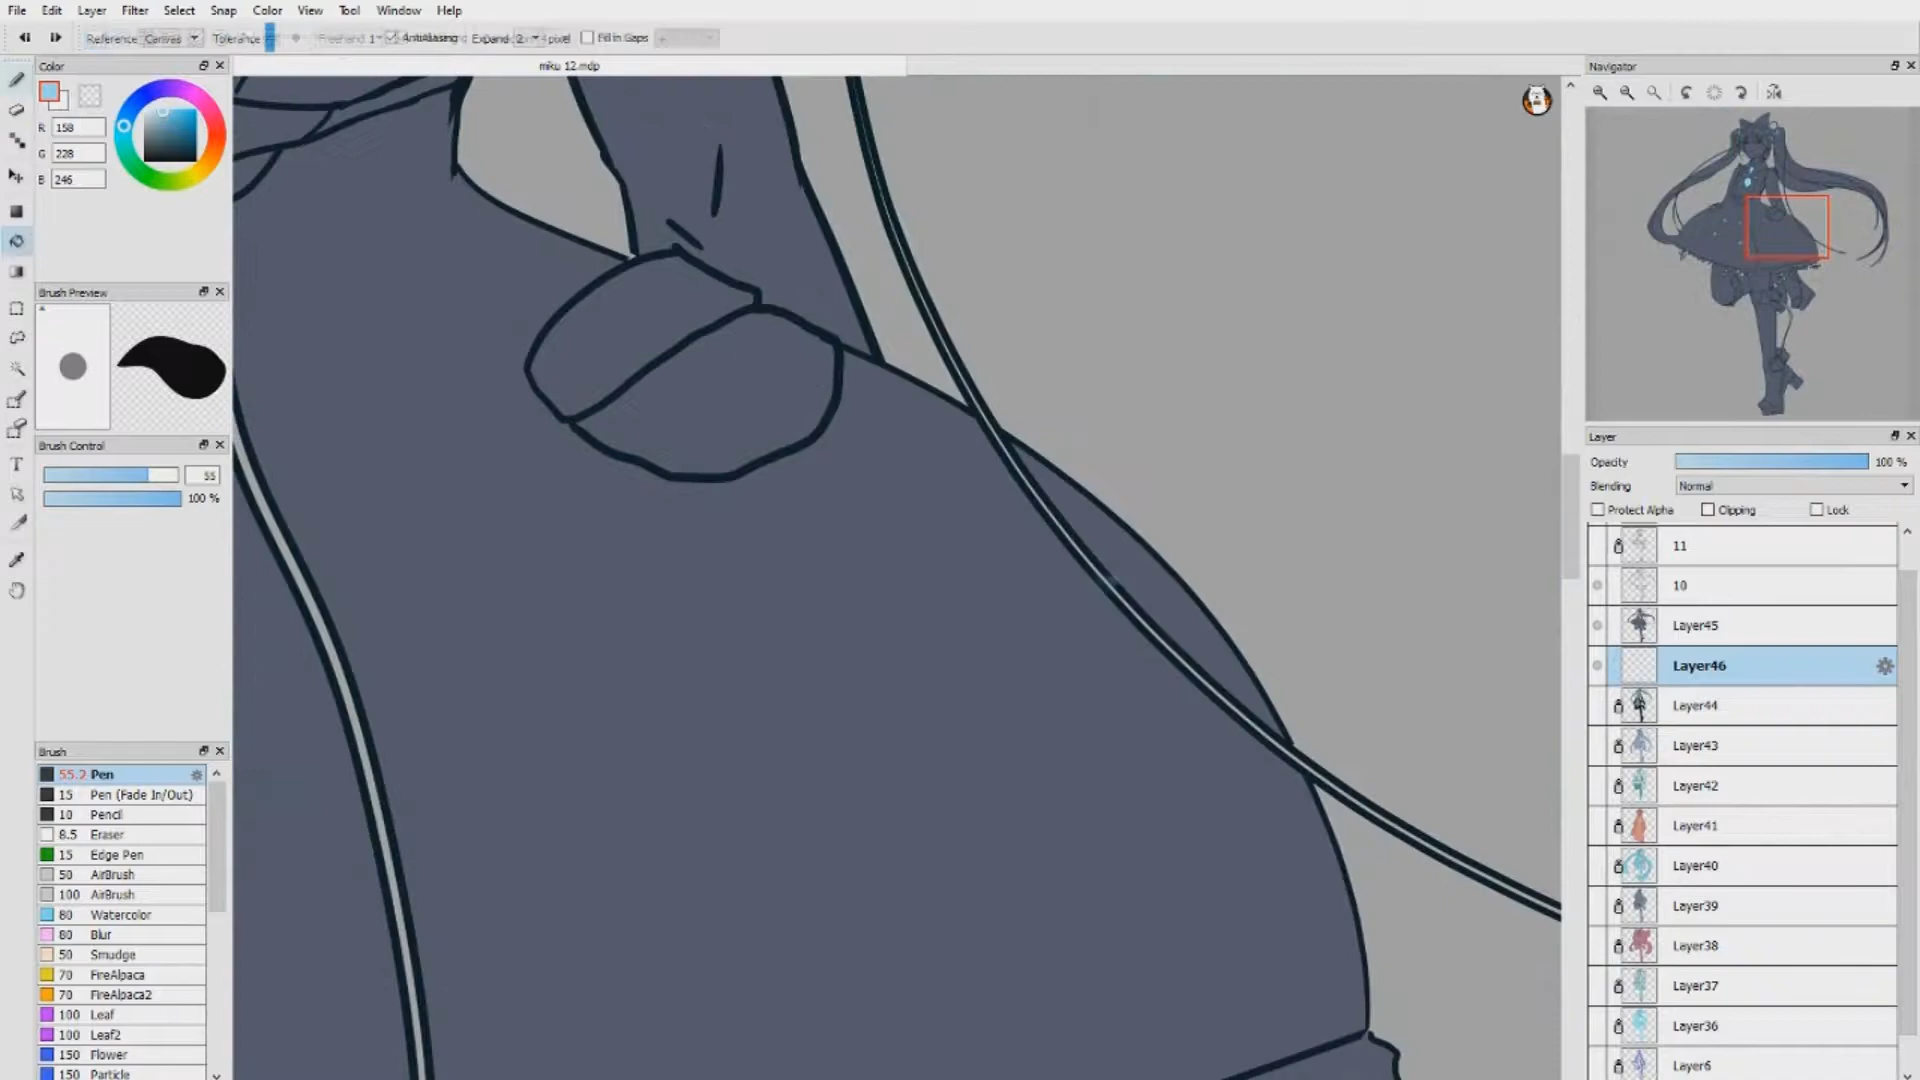 File Edit Layer Filter Select Snap Color View Tool Window Help
Reference Canvas Tolerance AntiAliasing Expand 2 pixel Fill in Gaps
Color
miku 12.mdp
Navigator
R 158
G 228
B 246
Brush Preview
Brush Control
55
100 %
Layer
Opacity 100 %
Blending Normal
Protect Alpha Clipping Lock
11
10
Layer45
Layer46
Layer44
Layer43
Layer42
Layer41
Layer40
Layer39
Layer38
Layer37
Layer36
Layer6
Brush
55.2 Pen
15 Pen (Fade In/Out)
10 Pencil
8.5 Eraser
15 Edge Pen
50 AirBrush
100 AirBrush
80 Watercolor
80 Blur
50 Smudge
70 FireAlpaca
70 FireAlpaca2
100 Leaf
100 Leaf2
150 Flower
150 Particle